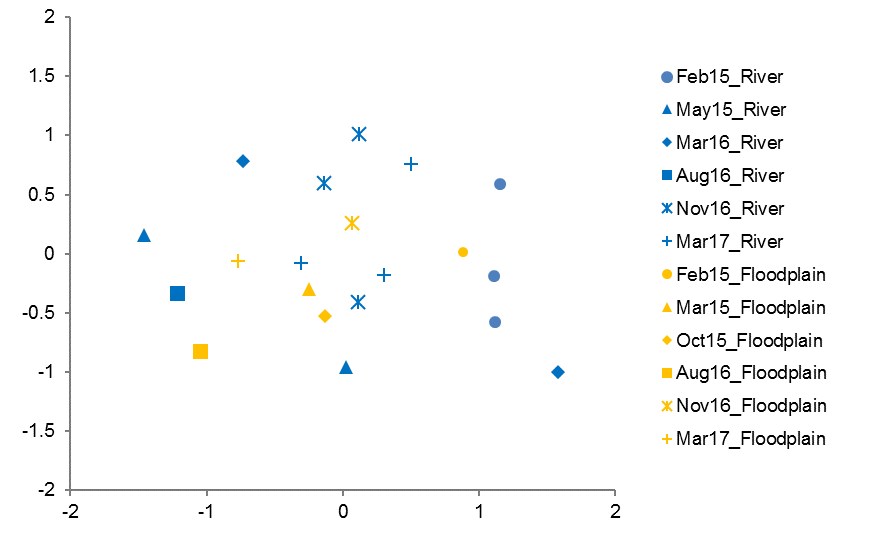 2
1.5
1
0.5
0
-0.5
-1
-1.5
-2
-2 -1 0 1 2
Feb15_River
May15_River
Mar16_River
Aug16_River
Nov16_River
Mar17_River
Feb15_Floodplain
Mar15_Floodplain
Oct15_Floodplain
Aug16_Floodplain
Nov16_Floodplain
Mar17_Floodplain